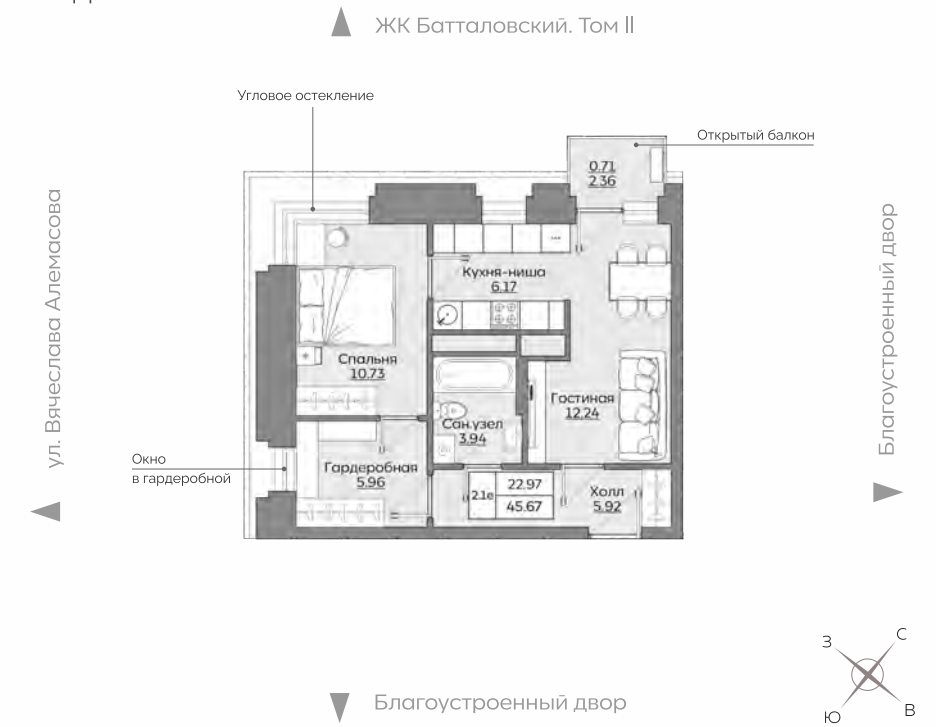 ЖК Батталовский. Том II
Угловое остекление
Открытый балкон
0.71
2.36
ул. Вячеслава Алемасова
Благоустроенный двор
Кухня-ниша
6.17
Спальня
10.73
Гостиная
12.24
Сан.узел
3.94
Окно
в гардеробной
Гардеробная
5.96
2.1е
22.97
45.67
Холл
5.92
С
З
В
Ю
Благоустроенный двор